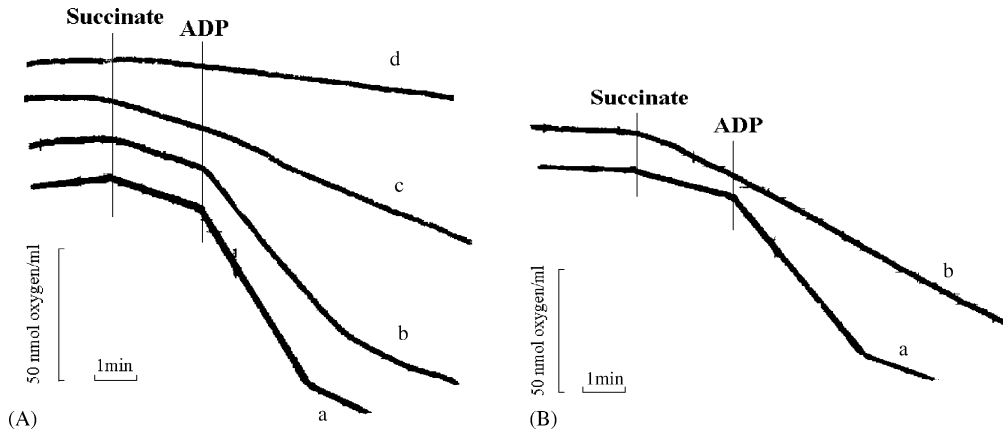 Succinate
ADP
d
c
b
a
50 nmol oxygen/ml
1min
(A)
Succinate
ADP
b
a
50 nmol oxygen/ml
1min
(B)